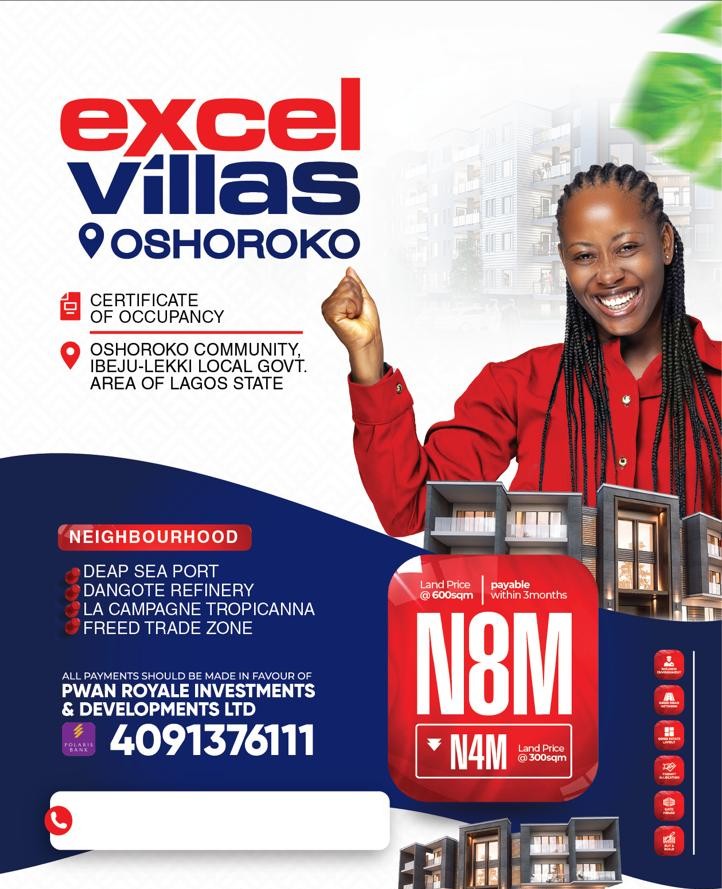 excel
villas
OSHOROKO
CERTIFICATE
OF OCCUPANCY
OSHOROKO COMMUNITY,
IBEJU-LEKKI LOCAL GOVT.
AREA OF LAGOS STATE
NEIGHBOURHOOD
DEAP SEA PORT
DANGOTE REFINERY
LA CAMPAGNE TROPICANNA
FREED TRADE ZONE
ALL PAYMENTS SHOULD BE MADE IN FAVOUR OF
PWAN ROYALE INVESTMENTS
& DEVELOPMENTS LTD
POLARIS
BANK
4091376111
Land Price
@ 600sqm
payable
within 3months
N8M
N4M
Land Price
@ 300sqm